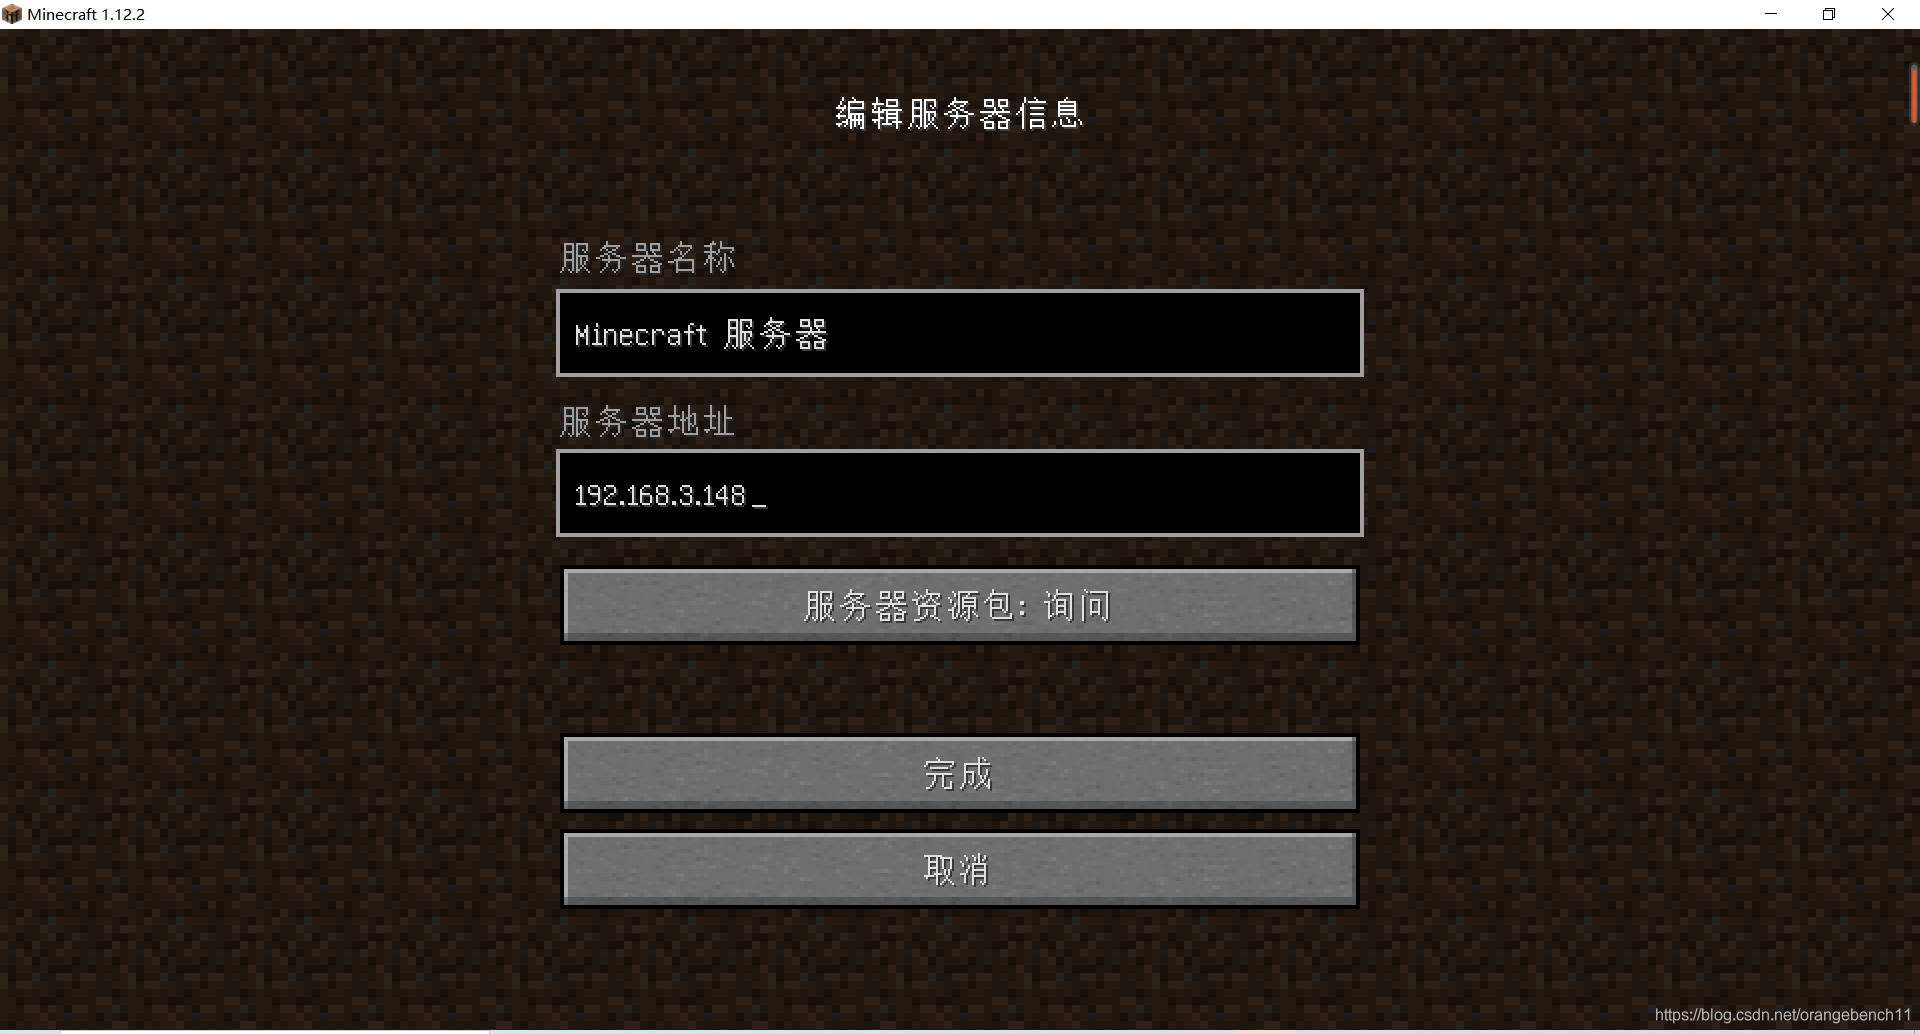 Minecraft 1.12.2
编辑服务器信息
服务器名称
Minecraft 服务器
服务器地址
192.168.3.148_
服务器资源包: 询问
完成
取消
https://blog.csdn.net/orangebench11